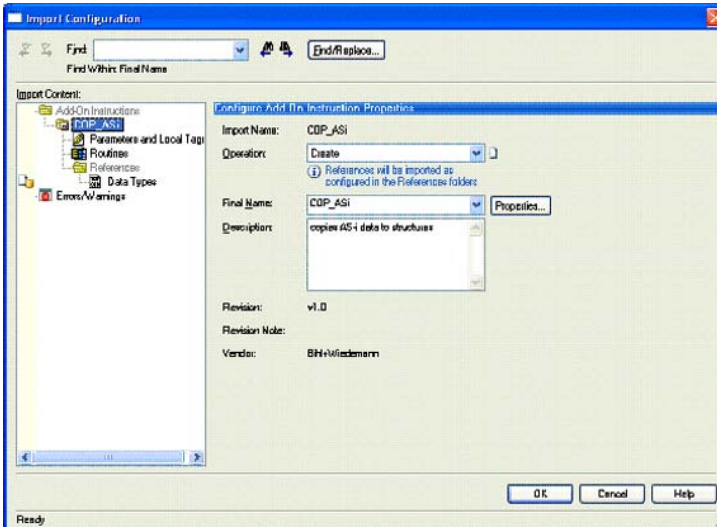 Import Configuration
Find:
Find/Replace...
Find Within: Final Name
Import Content:
Add-On Instructions
COP_ASi
Parameters and Local Tags
Routines
References
Data Types
Errors/Warnings
Configure Add-On Instruction Properties
Import Name: COP_ASi
Operation: Create
References will be imported as
configured in the References folders
Final Name: COP_ASi
Properties...
Description: copies AS-i data to structures
Revision: v1.0
Revision Note:
Vendor: Bihl+Wiedemann
OK Cancel Help
Ready